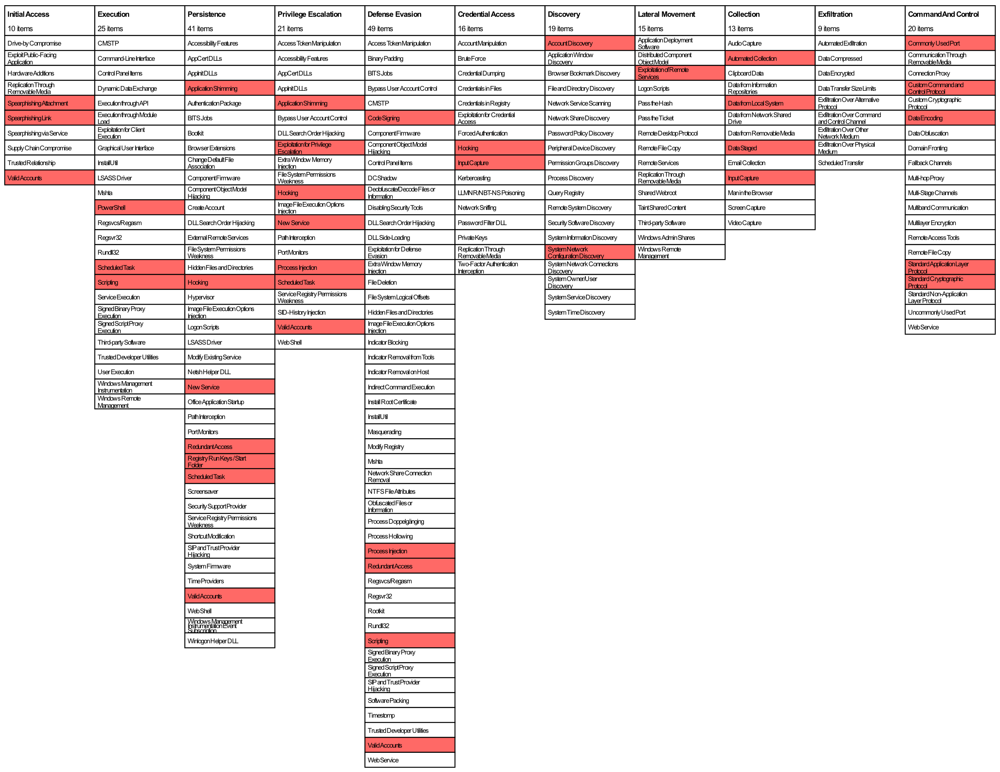 Initial Access
10 items
Drive-by Compromise
Exploit Public-Facing
Application
Hardware Additions
Replication Through
Removable Media
Spearphishing Attachment
Spearphishing Link
Spearphishing via Service
Supply Chain Compromise
Trusted Relationship
Valid Accounts
Execution
25 items
CMSTP
Command-Line Interface
Control Panel Items
Dynamic Data Exchange
Execution through API
Execution through Module
Load
Exploitation for Client
Execution
Graphical User Interface
InstallUtil
LSASS Driver
Mshta
PowerShell
Regsvcs/Regasm
Regsvr32
Rundll32
Scheduled Task
Scripting
Service Execution
Signed Binary Proxy
Execution
Signed Script Proxy
Execution
Third-party Software
Trusted Developer Utilities
User Execution
Windows Management
Instrumentation
Windows Remote
Management
Persistence
41 items
Accessibility Features
AppCert DLLs
AppInit DLLs
Application Shimming
Authentication Package
BITS Jobs
Bootkit
Browser Extensions
Change Default File
Association
Component Firmware
Component Object Model
Hijacking
Create Account
DLL Search Order Hijacking
External Remote Services
File System Permissions
Weakness
Hidden Files and Directories
Hooking
Hypervisor
Image File Execution Options
Injection
Logon Scripts
LSASS Driver
Modify Existing Service
Netsh Helper DLL
New Service
Office Application Startup
Path Interception
Port Monitors
Redundant Access
Registry Run Keys / Start
Folder
Scheduled Task
Screensaver
Security Support Provider
Service Registry Permissions
Weakness
Shortcut Modification
SIP and Trust Provider
Hijacking
System Firmware
Time Providers
Valid Accounts
Web Shell
Windows Management
Instrumentation Event
Subscription
Winlogon Helper DLL
Privilege Escalation
21 items
Access Token Manipulation
Accessibility Features
AppCert DLLs
AppInit DLLs
Application Shimming
Bypass User Account Control
DLL Search Order Hijacking
Exploitation for Privilege
Escalation
Extra Window Memory
Injection
File System Permissions
Weakness
Hooking
Image File Execution Options
Injection
New Service
Path Interception
Port Monitors
Process Injection
Scheduled Task
Service Registry Permissions
Weakness
SID-History Injection
Valid Accounts
Web Shell
Defense Evasion
49 items
Access Token Manipulation
Binary Padding
BITS Jobs
Bypass User Account Control
CMSTP
Code Signing
Component Firmware
Component Object Model
Hijacking
Control Panel Items
DCShadow
Deobfuscate/Decode Files or
Information
Disabling Security Tools
DLL Search Order Hijacking
DLL Side-Loading
Exploitation for Defense
Evasion
Extra Window Memory
Injection
File Deletion
File System Logical Offsets
Hidden Files and Directories
Image File Execution Options
Injection
Indicator Blocking
Indicator Removal from Tools
Indicator Removal on Host
Indirect Command Execution
Install Root Certificate
InstallUtil
Masquerading
Modify Registry
Mshta
Network Share Connection
Removal
NTFS File Attributes
Obfuscated Files or
Information
Process Doppelgänging
Process Hollowing
Process Injection
Redundant Access
Regsvcs/Regasm
Regsvr32
Rootkit
Rundll32
Scripting
Signed Binary Proxy
Execution
Signed Script Proxy
Execution
SIP and Trust Provider
Hijacking
Software Packing
Timestomp
Trusted Developer Utilities
Valid Accounts
Web Service
Credential Access
16 items
Account Manipulation
Brute Force
Credential Dumping
Credentials in Files
Credentials in Registry
Exploitation for Credential
Access
Forced Authentication
Hooking
Input Capture
Kerberoasting
LLMNR/NBT-NS Poisoning
Network Sniffing
Password Filter DLL
Private Keys
Replication Through
Removable Media
Two-Factor Authentication
Interception
Discovery
19 items
Account Discovery
Application Window
Discovery
Browser Bookmark Discovery
File and Directory Discovery
Network Service Scanning
Network Share Discovery
Password Policy Discovery
Peripheral Device Discovery
Permission Groups Discovery
Process Discovery
Query Registry
Remote System Discovery
Security Software Discovery
System Information Discovery
System Network
Configuration Discovery
System Network Connections
Discovery
System Owner/User
Discovery
System Service Discovery
System Time Discovery
Lateral Movement
15 items
Application Deployment
Software
Distributed Component
Object Model
Exploitation of Remote
Services
Logon Scripts
Pass the Hash
Pass the Ticket
Remote Desktop Protocol
Remote File Copy
Remote Services
Replication Through
Removable Media
Shared Webroot
Taint Shared Content
Third-party Software
Windows Admin Shares
Windows Remote
Management
Collection
13 items
Audio Capture
Automated Collection
Clipboard Data
Data from Information
Repositories
Data from Local System
Data from Network Shared
Drive
Data from Removable Media
Data Staged
Email Collection
Input Capture
Man in the Browser
Screen Capture
Video Capture
Exfiltration
9 items
Automated Exfiltration
Data Compressed
Data Encrypted
Data Transfer Size Limits
Exfiltration Over Alternative
Protocol
Exfiltration Over Command
and Control Channel
Exfiltration Over Other
Network Medium
Exfiltration Over Physical
Medium
Scheduled Transfer
Command And Control
20 items
Commonly Used Port
Communication Through
Removable Media
Connection Proxy
Custom Command and
Control Protocol
Custom Cryptographic
Protocol
Data Encoding
Data Obfuscation
Domain Fronting
Fallback Channels
Multi-hop Proxy
Multi-Stage Channels
Multiband Communication
Multilayer Encryption
Remote Access Tools
Remote File Copy
Standard Application Layer
Protocol
Standard Cryptographic
Protocol
Standard Non-Application
Layer Protocol
Uncommonly Used Port
Web Service